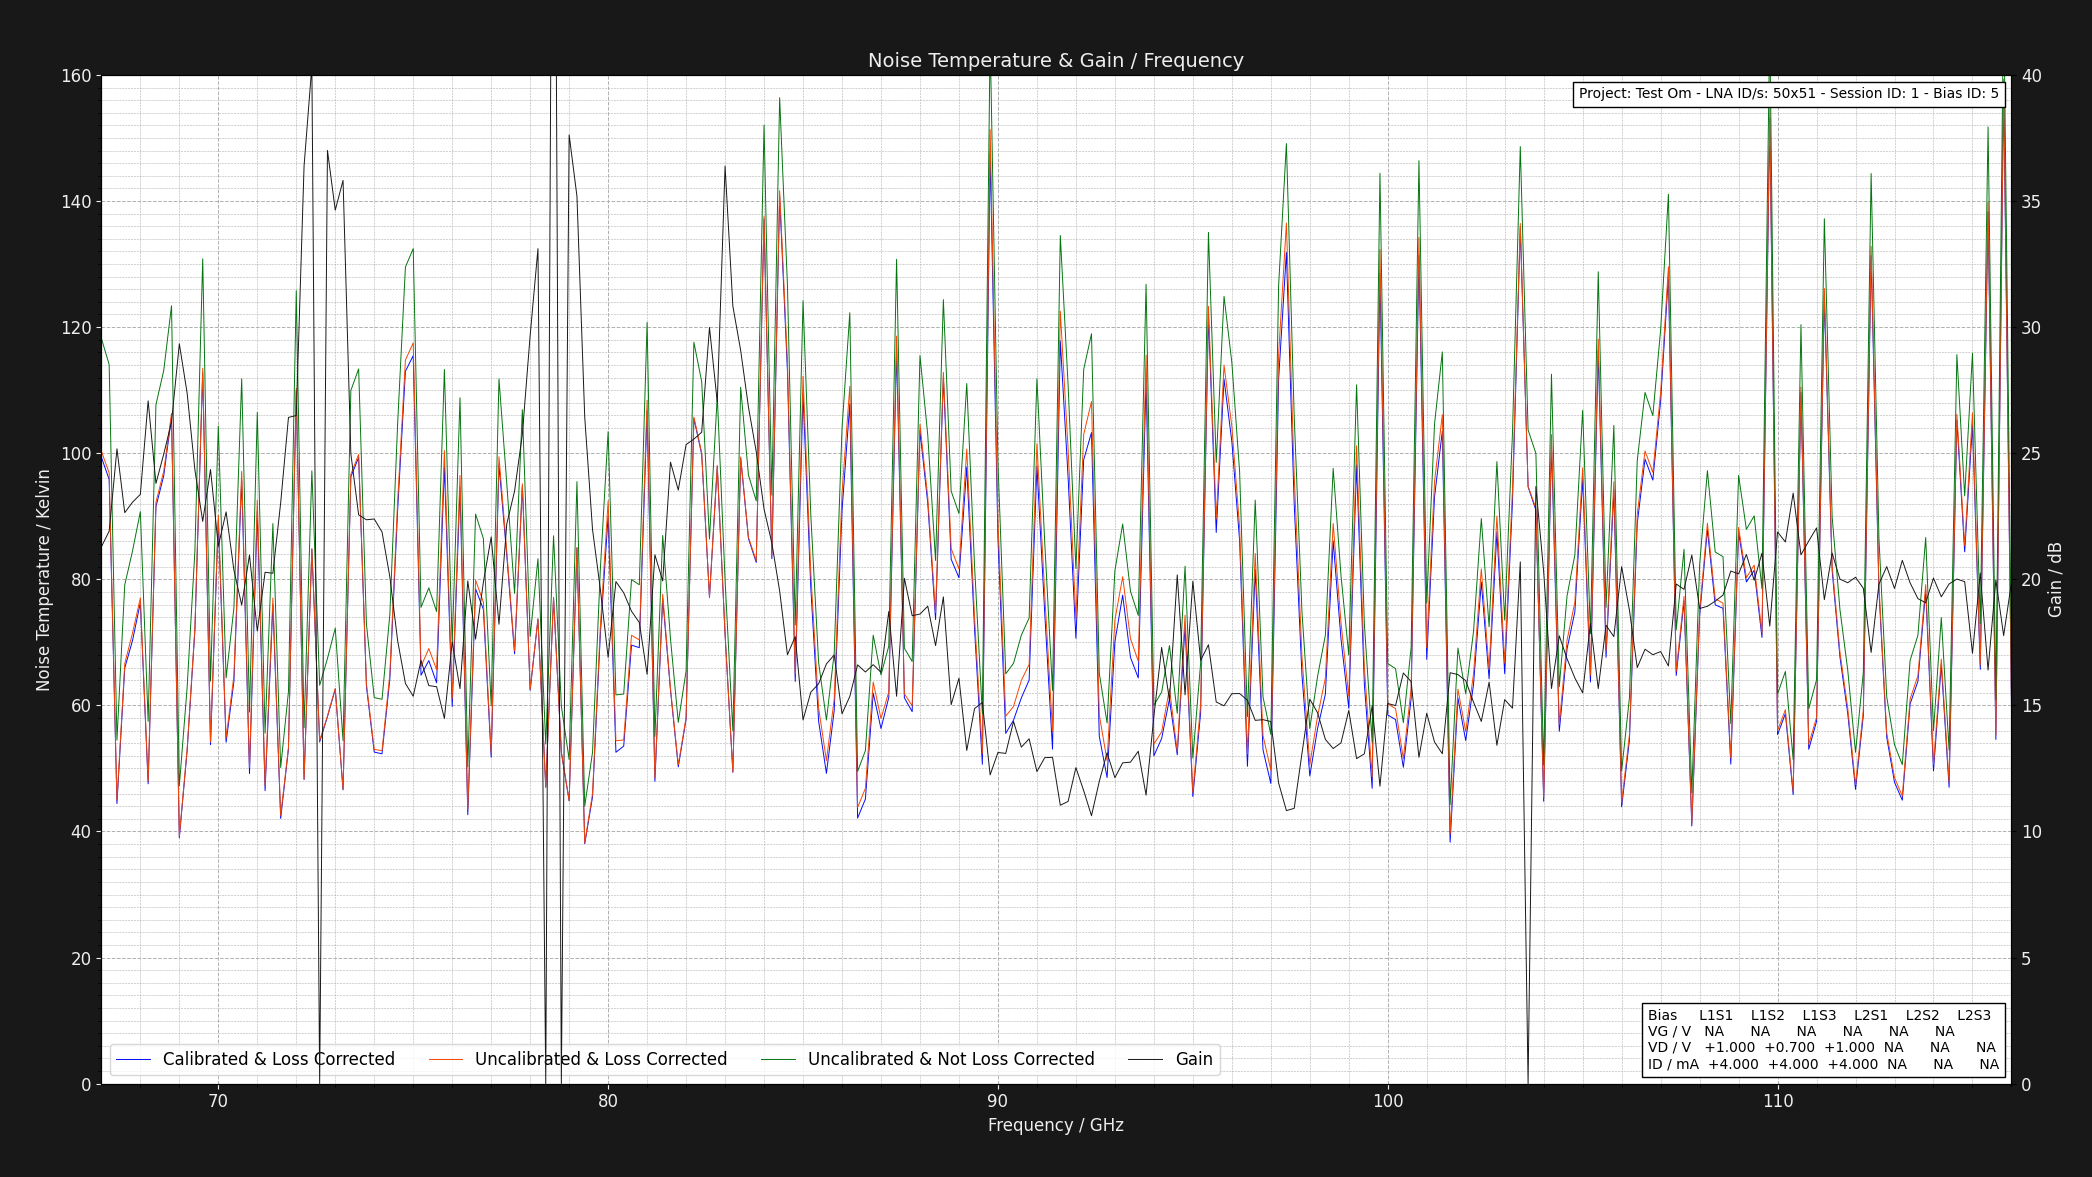 Noise Temperature & Gain / Frequency
Project: Test Om - LNA ID/s: 50x51 - Session ID: 1 - Bias ID: 5
160
140
120
100
80
60
40
20
0
Noise Temperature / Kelvin
40
35
30
25
20
15
10
5
0
Gain / dB
Bias L1S1 L1S2 L1S3 L2S1 L2S2 L2S3
VG / V NA NA NA NA NA NA
VD / V +1.000 +0.700 +1.000 NA NA NA
ID / mA +4.000 +4.000 +4.000 NA NA NA
Calibrated & Loss Corrected Uncalibrated & Loss Corrected Uncalibrated & Not Loss Corrected Gain
70 80 90 100 110
Frequency / GHz